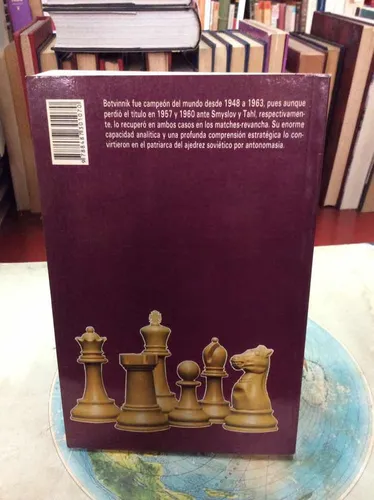 Botvinnik fue campeón del mundo desde 1948 a 1963, pues aunque
perdió el título en 1957 y 1960 ante Smyslov y Tahl, respectivamen-
te, lo recuperó en ambos casos en los matches-revancha. Su enorme
capacidad analítica y una profunda comprensión estratégica lo con-
virtieron en el patriarca del ajedrez soviético por antonomasia.